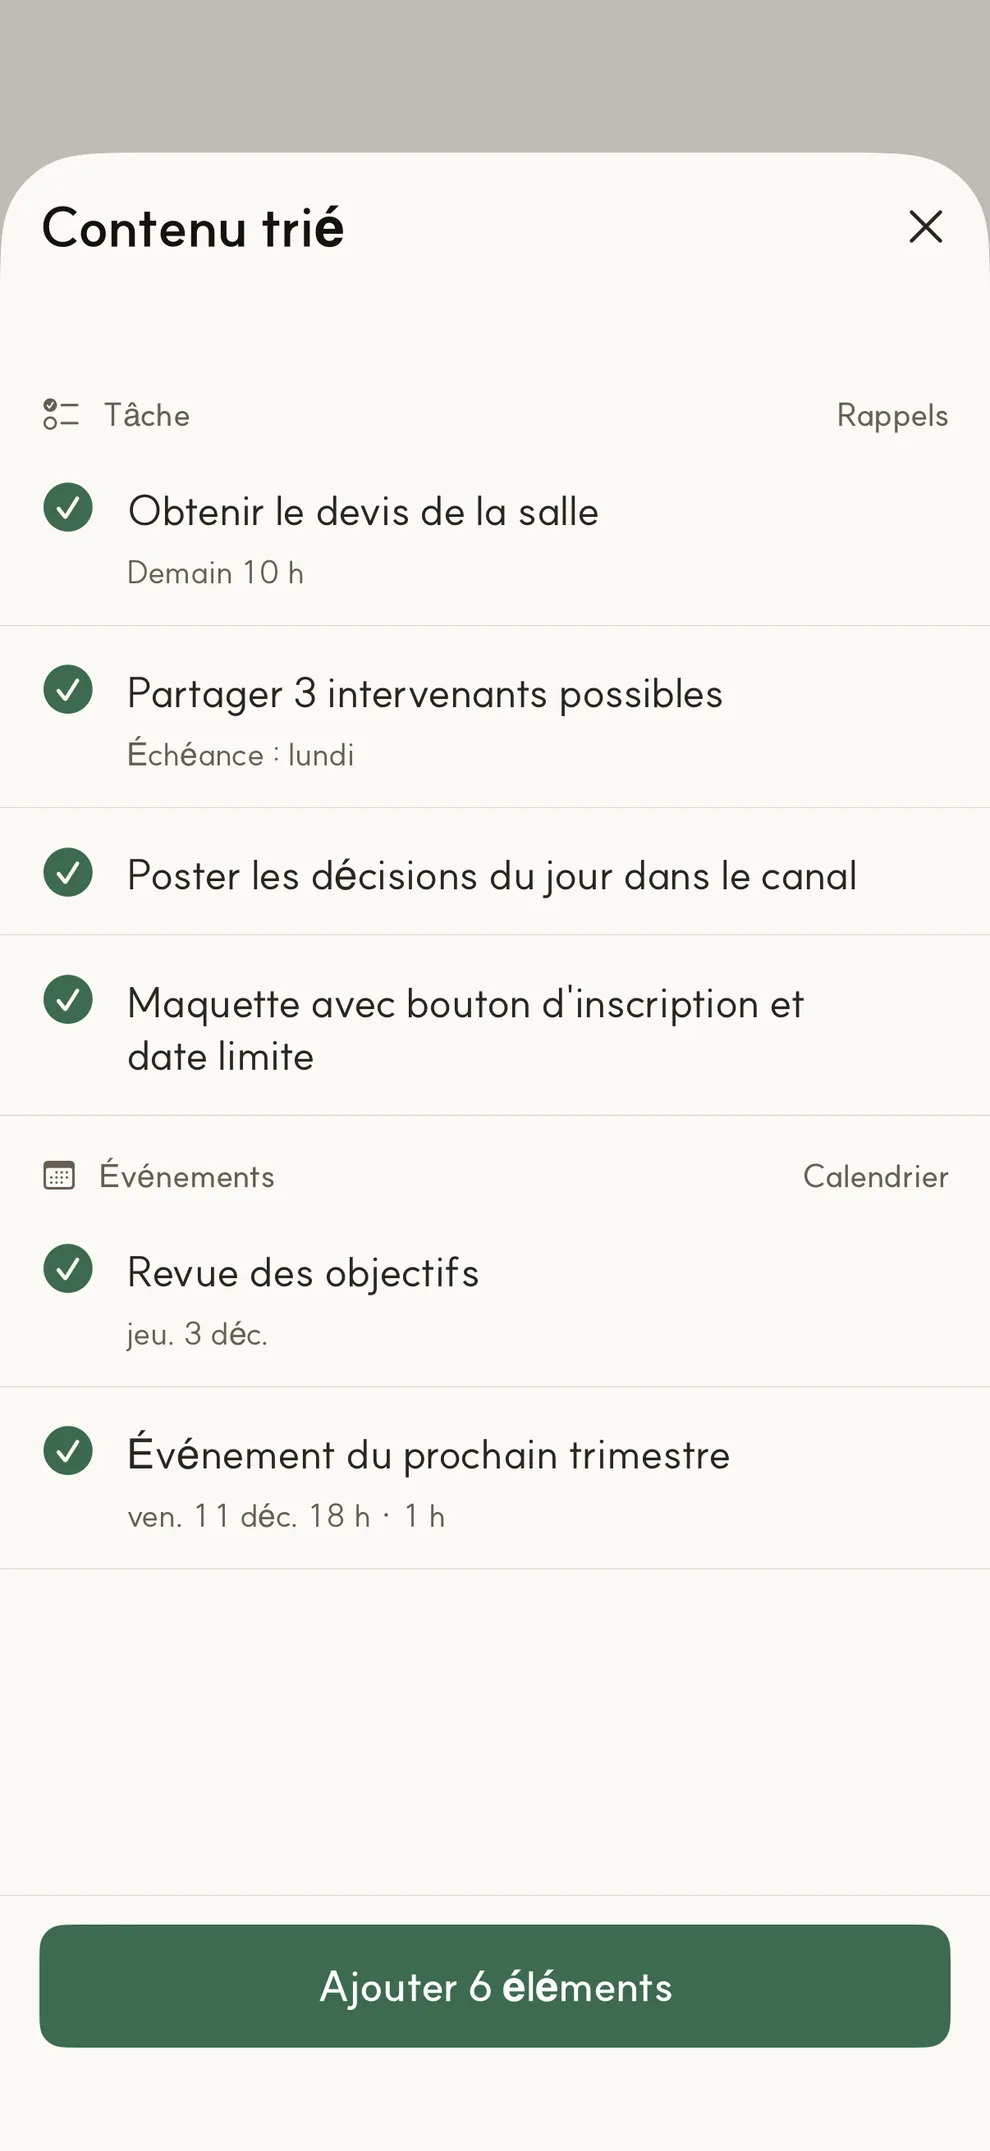 Contenu trié
Tâche
Rappels
Obtenir le devis de la salle
Demain 10 h
Partager 3 intervenants possibles
Échéance : lundi
Poster les décisions du jour dans le canal
Maquette avec bouton d'inscription et
date limite
Événements
Calendrier
Revue des objectifs
jeu. 3 déc.
Événement du prochain trimestre
ven. 11 déc. 18 h · 1 h
Ajouter 6 éléments